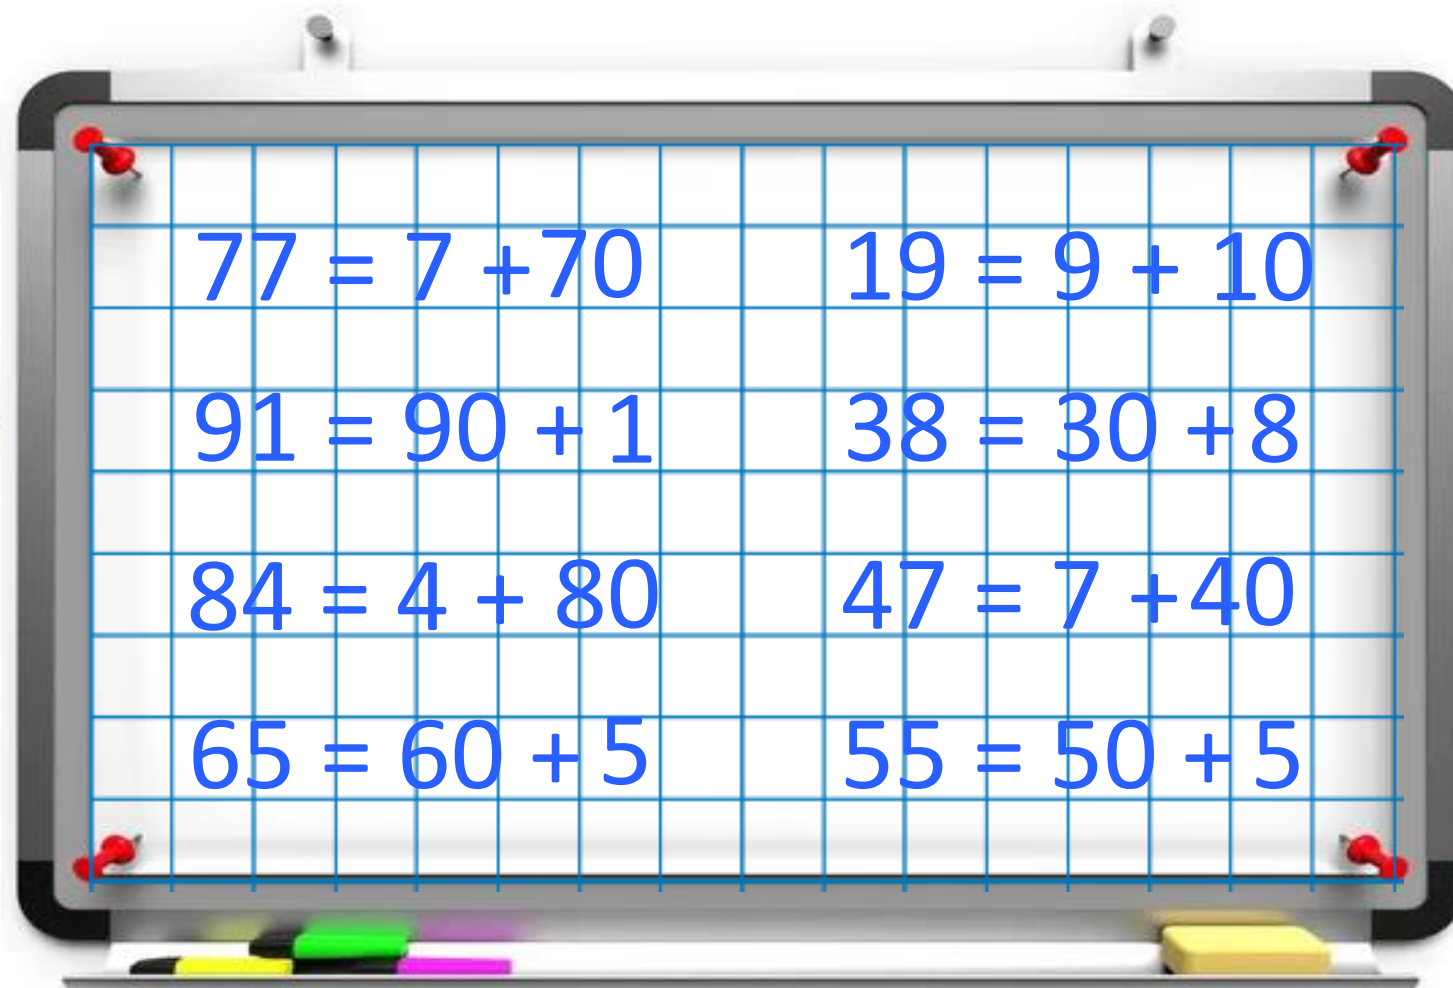 77 = 7 +70
19 = 9 + 10
91 = 90 + 1
38 = 30 +8
84 = 4 + 80
47 = 7 +40
65 = 60 +5
55 = 50 +5